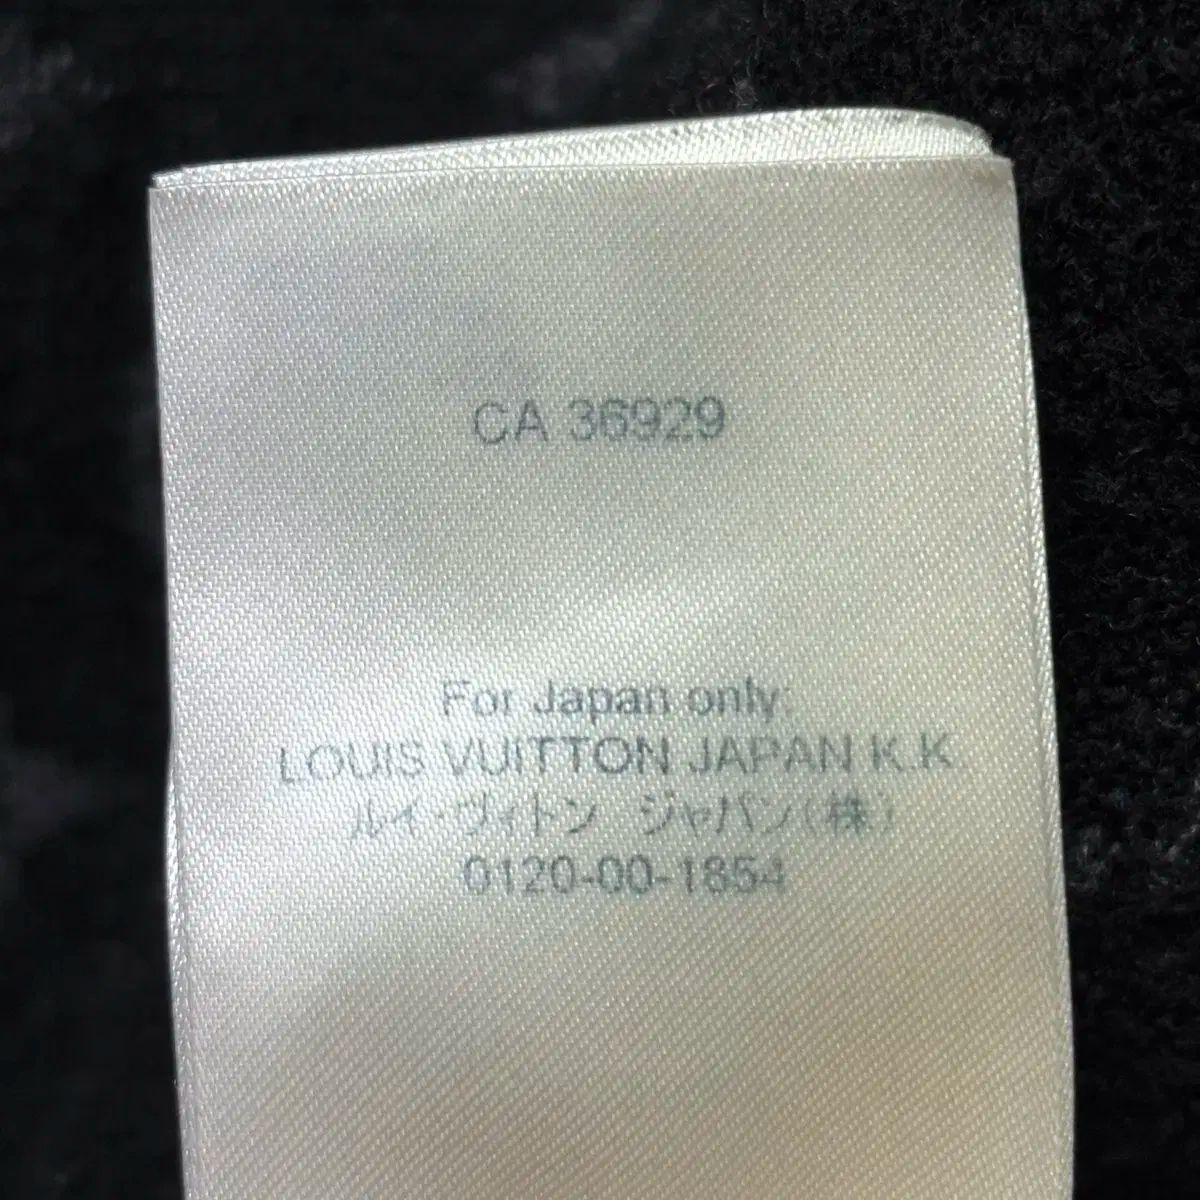 CA 36929
For Japan only:
LOUIS VUITTON JAPAN K.K
ルイ・ヴィトン ジャパン(株)
0120-00-1854